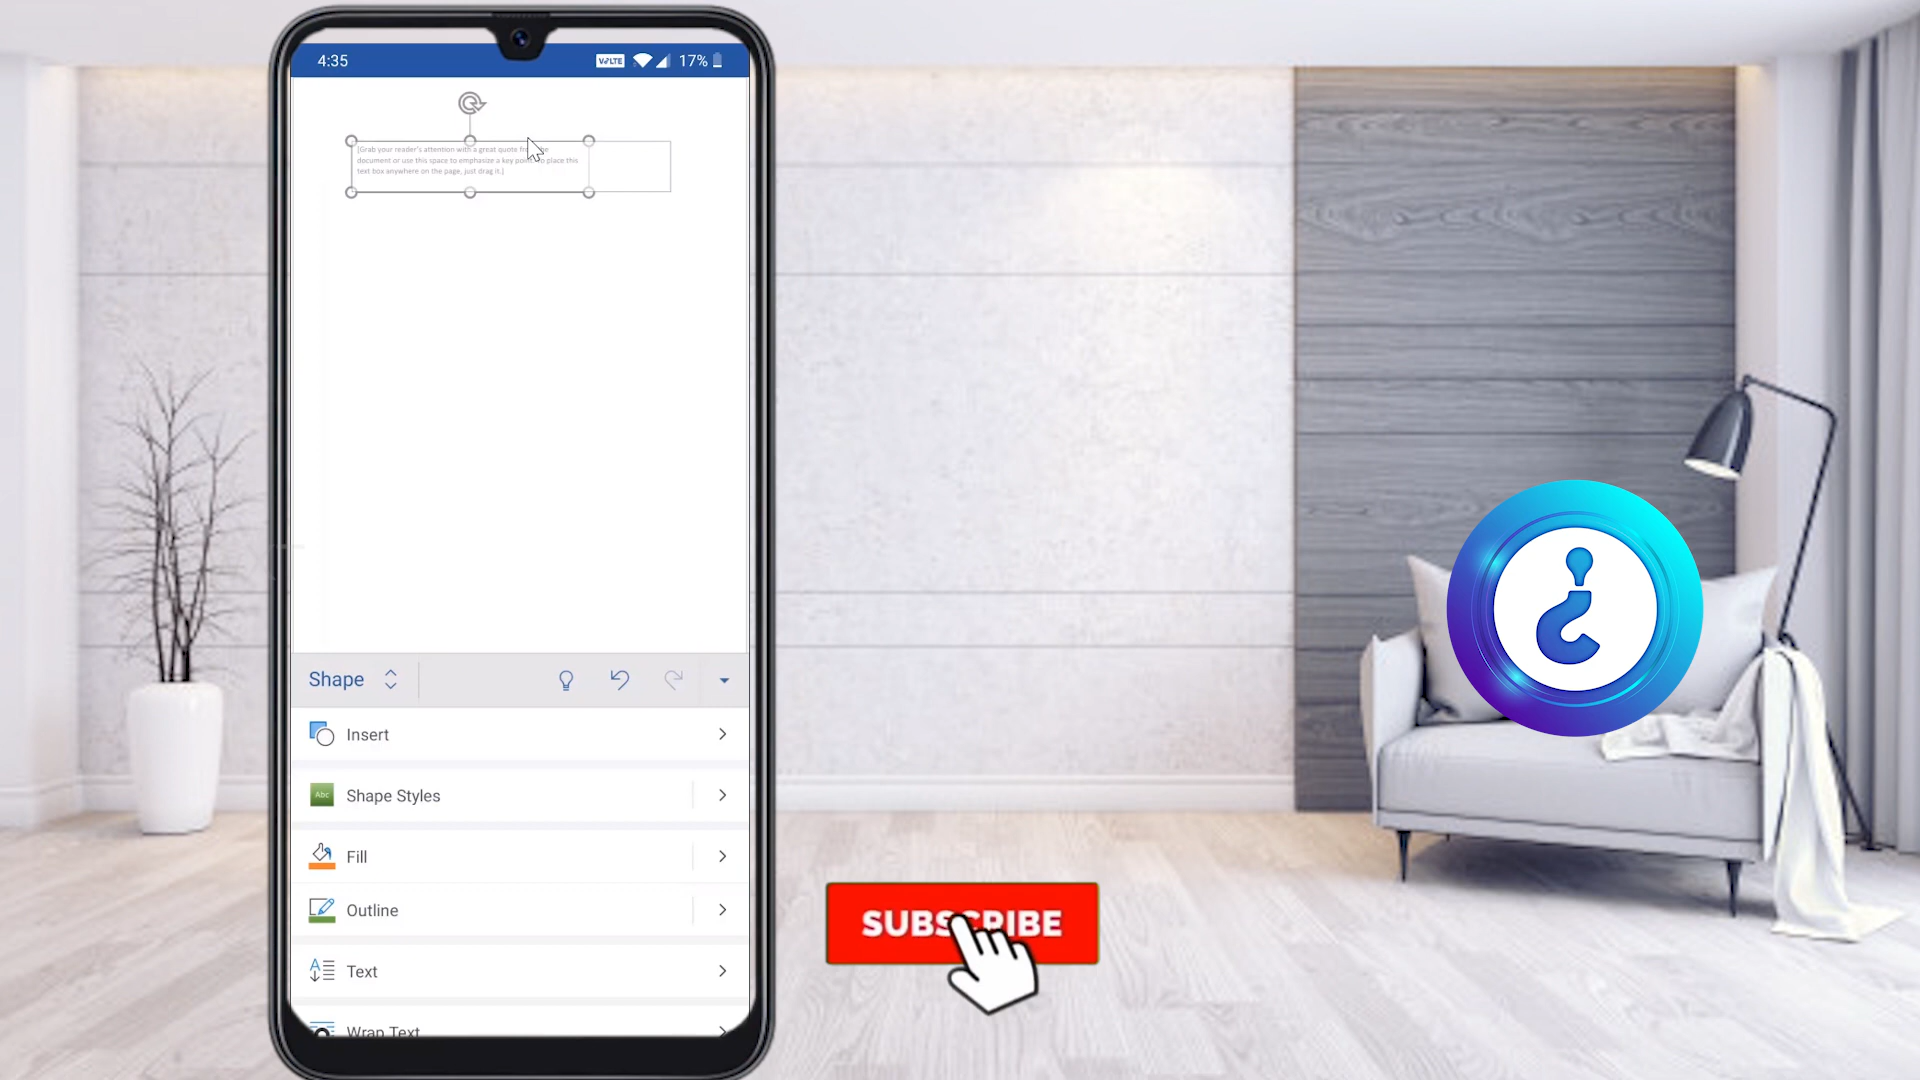 4:35
VoLTE
17%
[Grab your reader's attention with a great quote from the
document or use this space to emphasize a key point. To place this
text box anywhere on the page, just drag it.]
Shape
Insert
Abc
Shape Styles
Fill
Outline
A
Text
Wrap Text
SUBSCRIBE